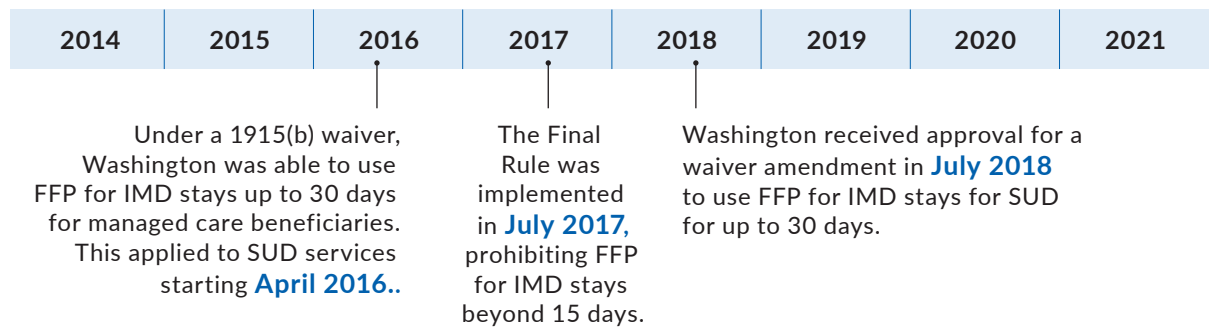 2014 2015 2016 2017 2018 2019 2020 2021
Under a 1915(b) waiver,
Washington was able to use
FFP for IMD stays up to 30 days
for managed care beneficiaries.
This applied to SUD services
starting April 2016..
The Final
Rule was
implemented
in July 2017,
prohibiting FFP
for IMD stays
beyond 15 days.
Washington received approval for a
waiver amendment in July 2018
to use FFP for IMD stays for SUD
for up to 30 days.